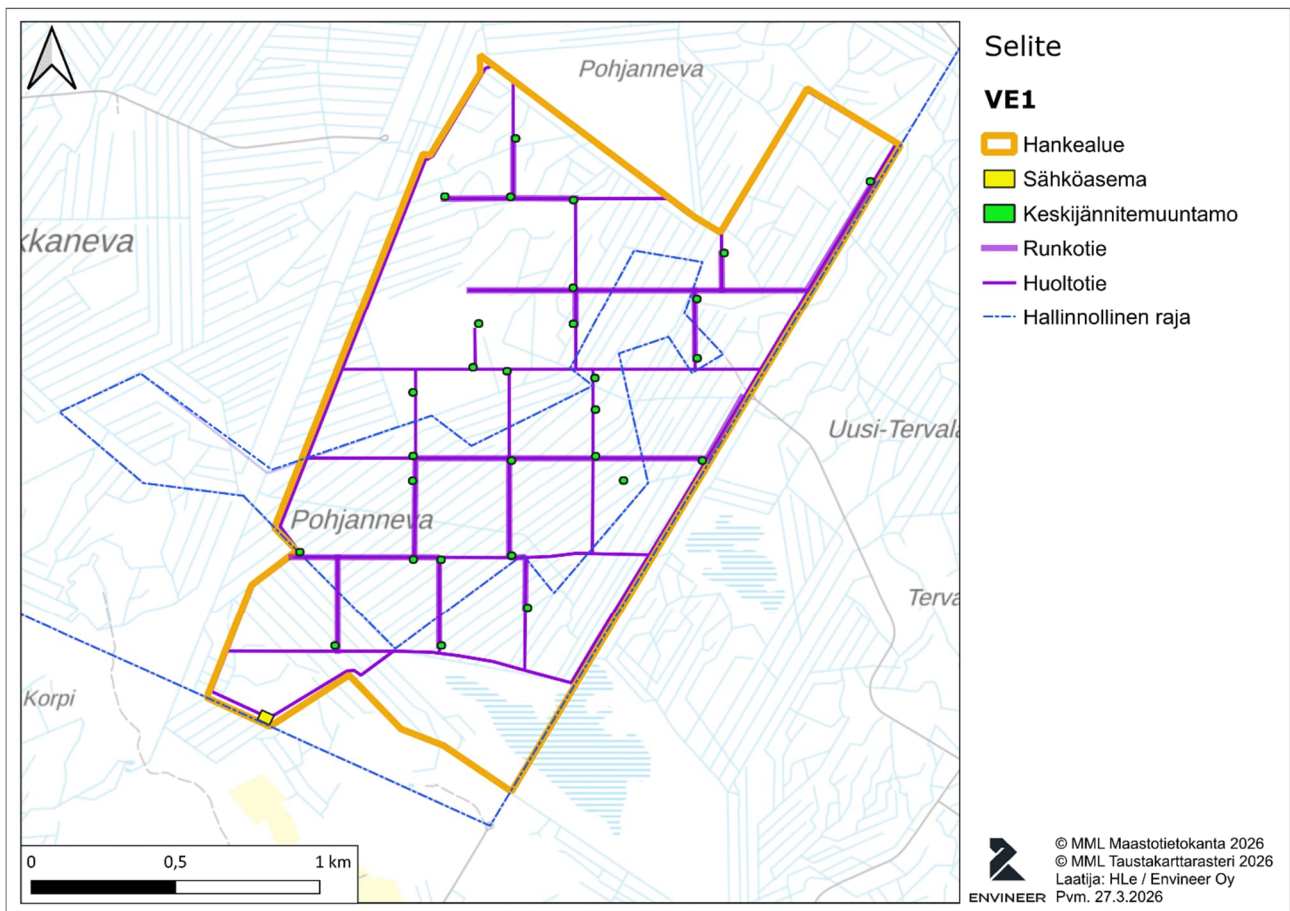 Pohjanneva
kkaneva
Uusi-Tervala
Pohjanneva
Terva
Korpi
0 0,5 1 km
Selite
VE1
Hankealue
Sähköasema
Keskijännitemuuntamo
Runkotie
Huoltotie
Hallinnollinen raja
ENVINEER
© MML Maastotietokanta 2026
© MML Taustakarttarasteri 2026
Laatija: HLe / Envineer Oy
Pvm. 27.3.2026